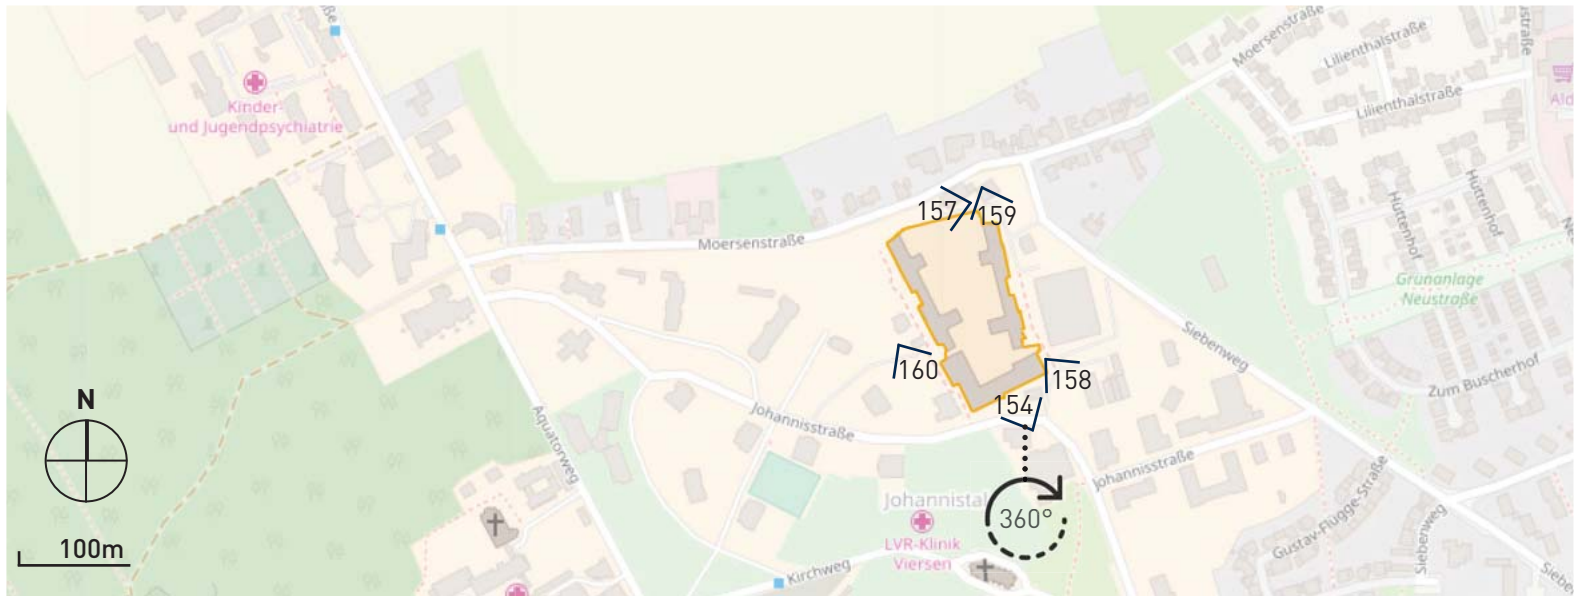 Moersenstraße
Lilienthalstraße
Kinder-
und Jugendpsychiatrie
Lilienthalstraße
Hüttenhof
Hüttenhof
157
159
Moersenstraße
Grünanlage
Neustraße
Siebenweg
160
158
Zum Buscherhof
154
N
Johannisstraße
Aquatorweg
Johannisstraße
Johannistal
360°
LVR-Klinik
Viersen
Gustav-Flügge-Straße
Siebenweg
100m
Kirchweg